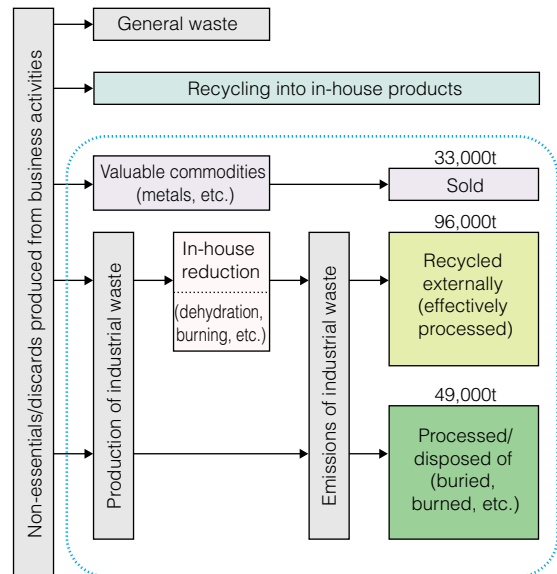 Non-essentials/discards produced from business activities
General waste
Recycling into in-house products
Valuable commodities
(metals, etc.)
33,000t
Sold
Production of industrial waste
In-house
reduction
(dehydration,
burning, etc.)
Emissions of industrial waste
96,000t
Recycled
externally
(effectively
processed)
49,000t
Processed/
disposed of
(buried,
burned, etc.)